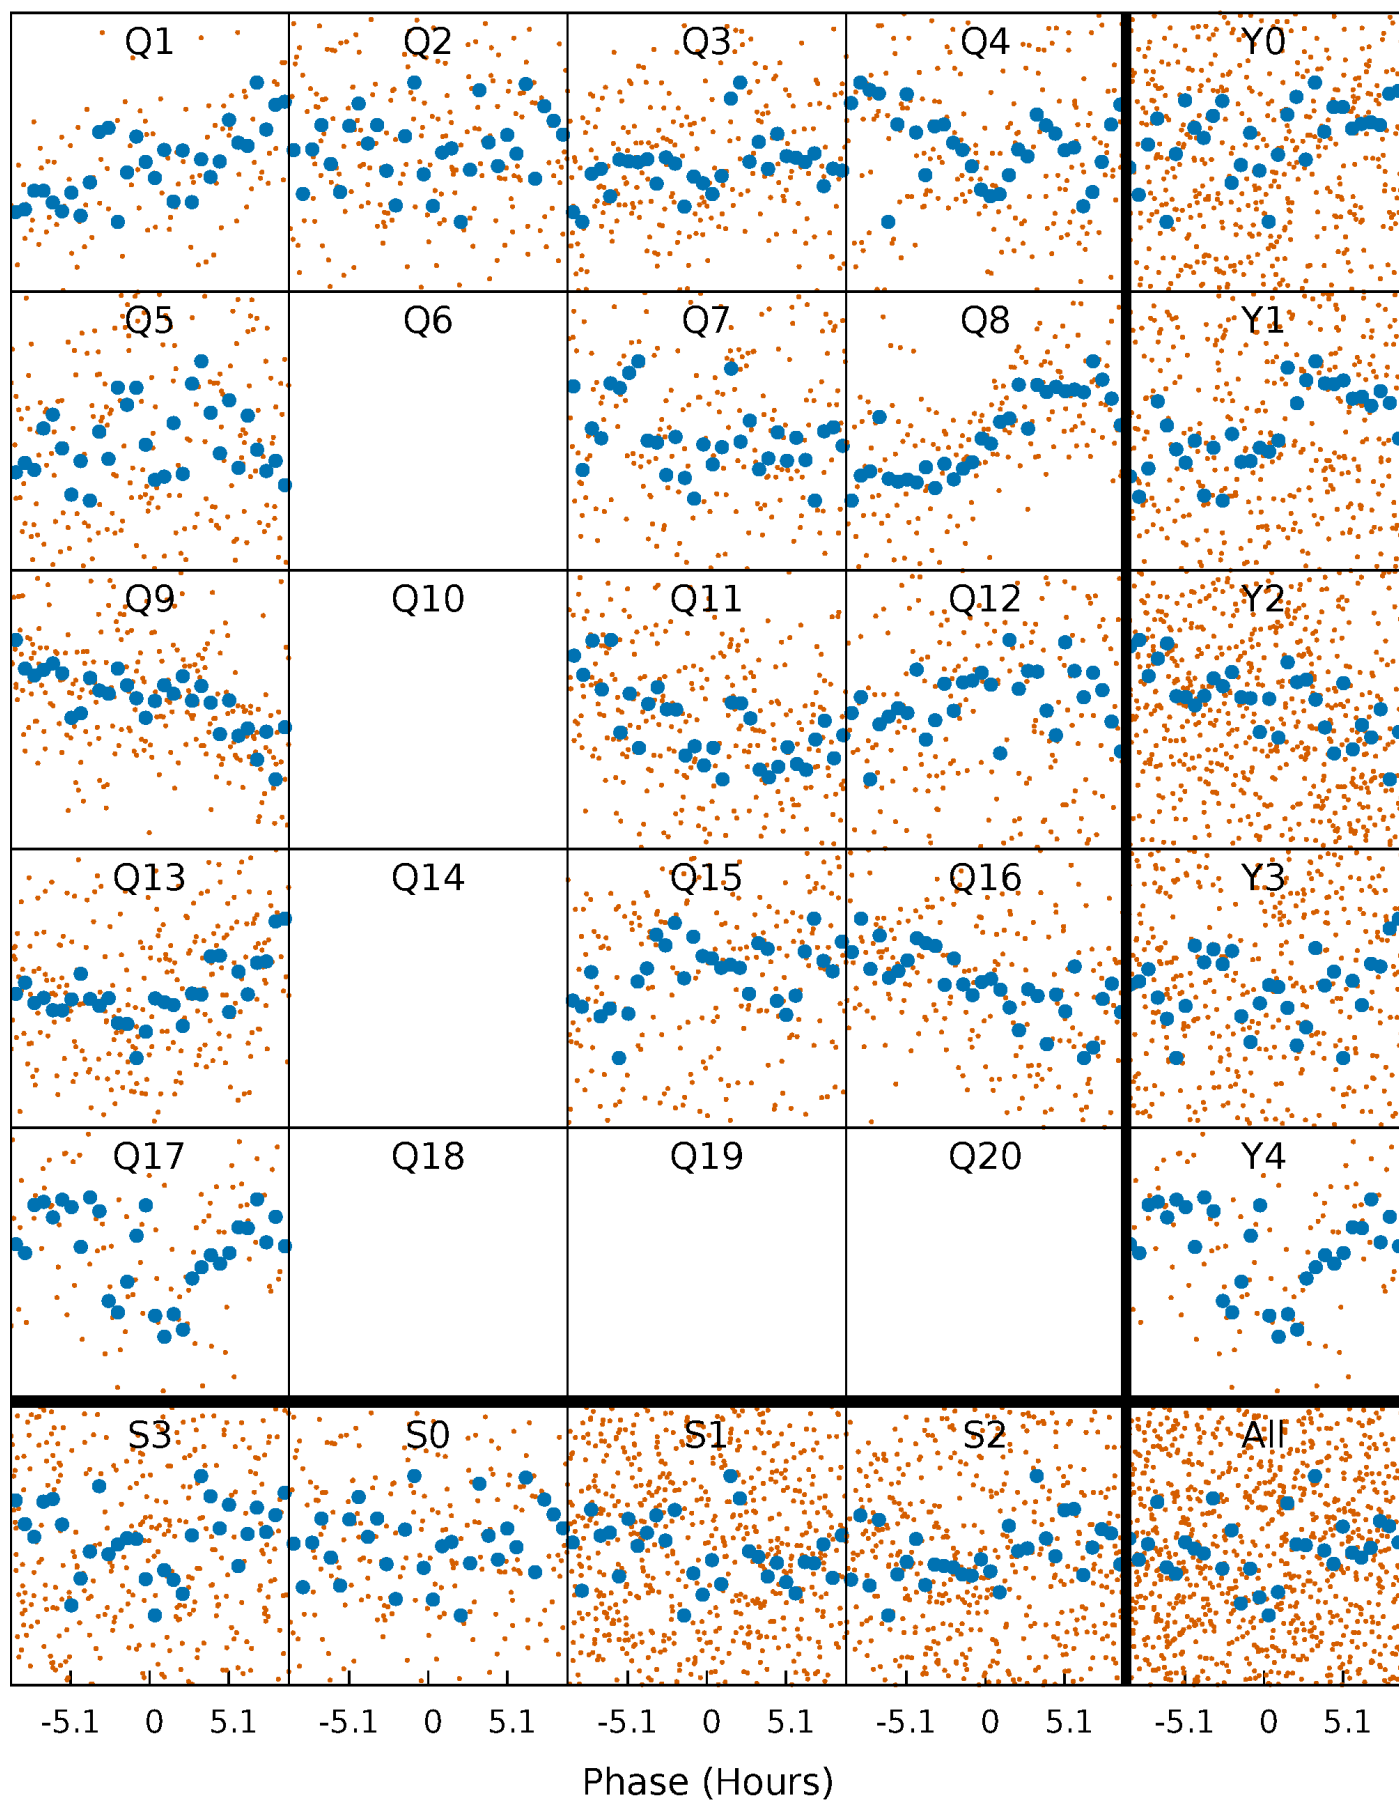 Q1 Q2 Q3 Q4 Y0
Q5 Q6 Q7 Q8 Y1
Q9 Q10 Q11 Q12 Y2
Q13 Q14 Q15 Q16 Y3
Q17 Q18 Q19 Q20 Y4
S3 S0 S1 S2 All
-5.1 0 5.1 -5.1 0 5.1 -5.1 0 5.1 -5.1 0 5.1 -5.1 0 5.1
Phase (Hours)